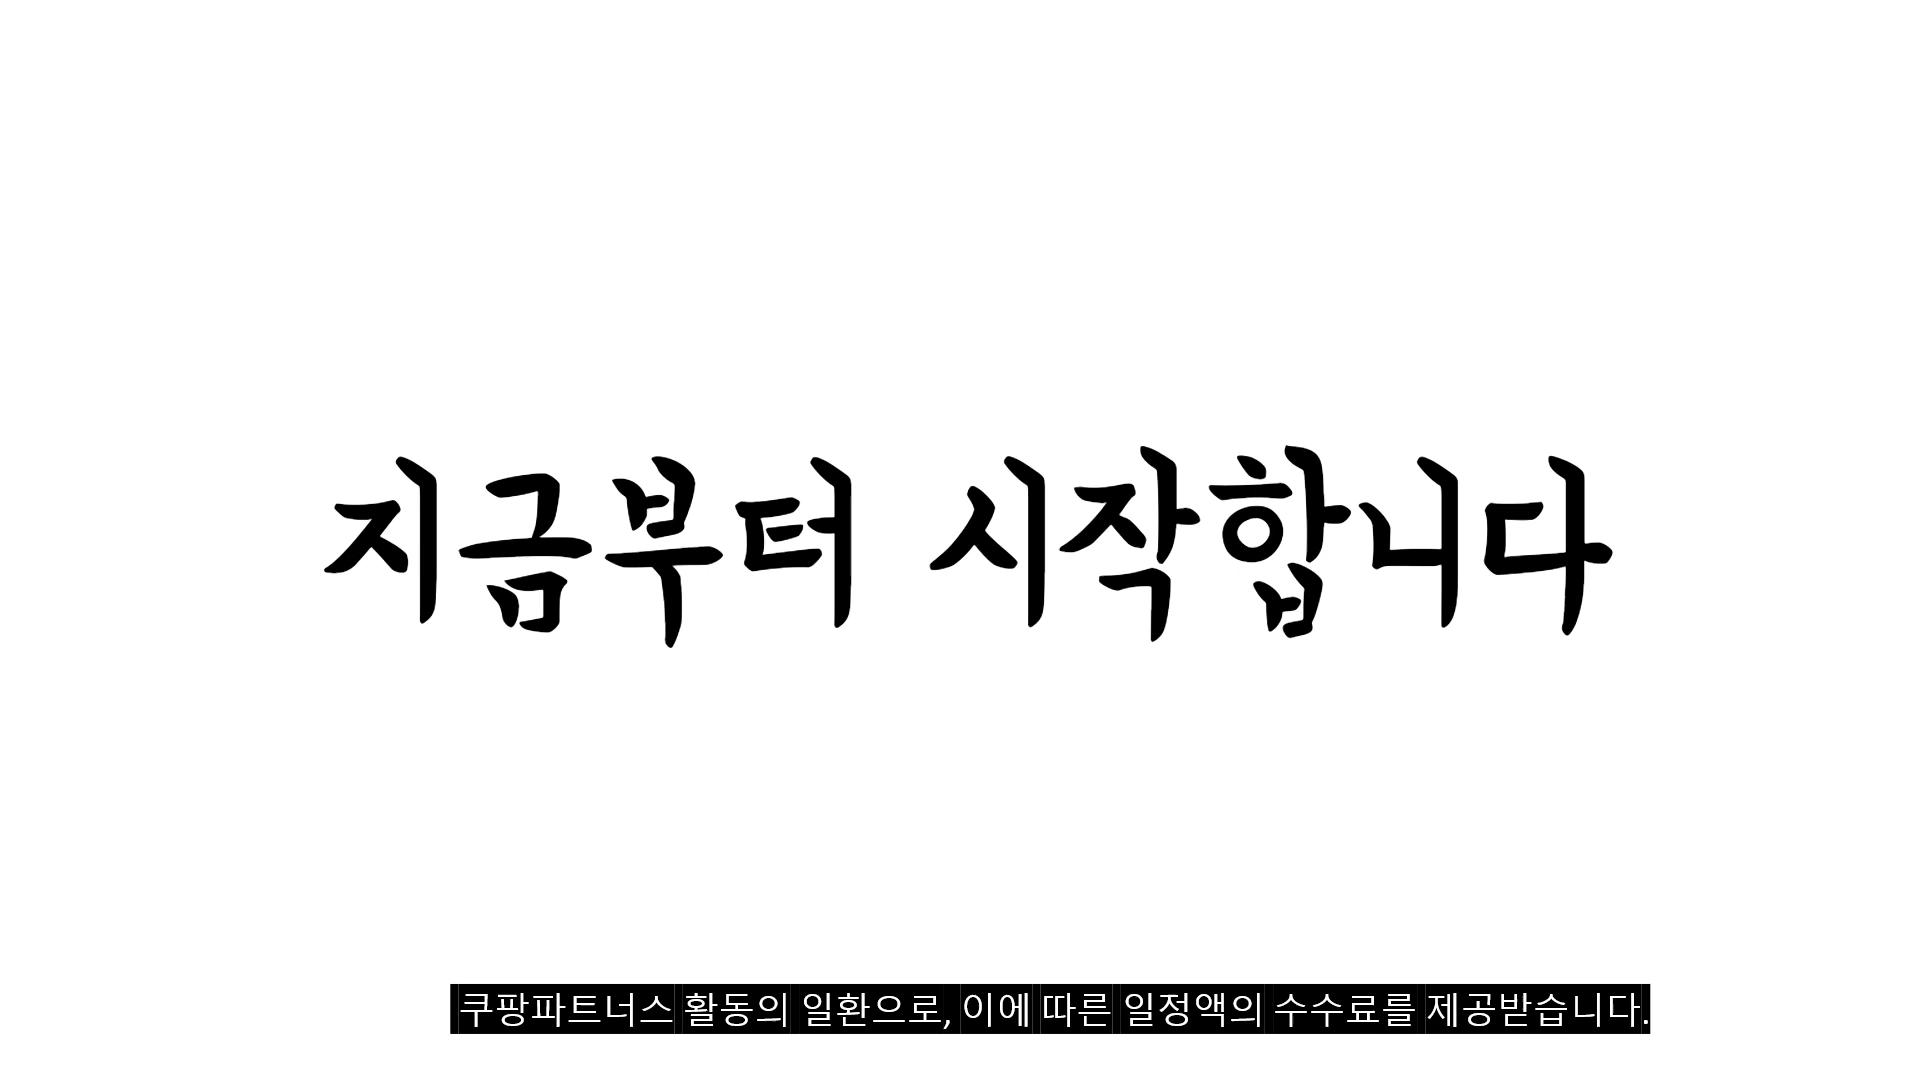 지금부터 시작합니다
쿠팡파트너스 활동의 일환으로, 이에 따른 일정액의 수수료를 제공받습니다.